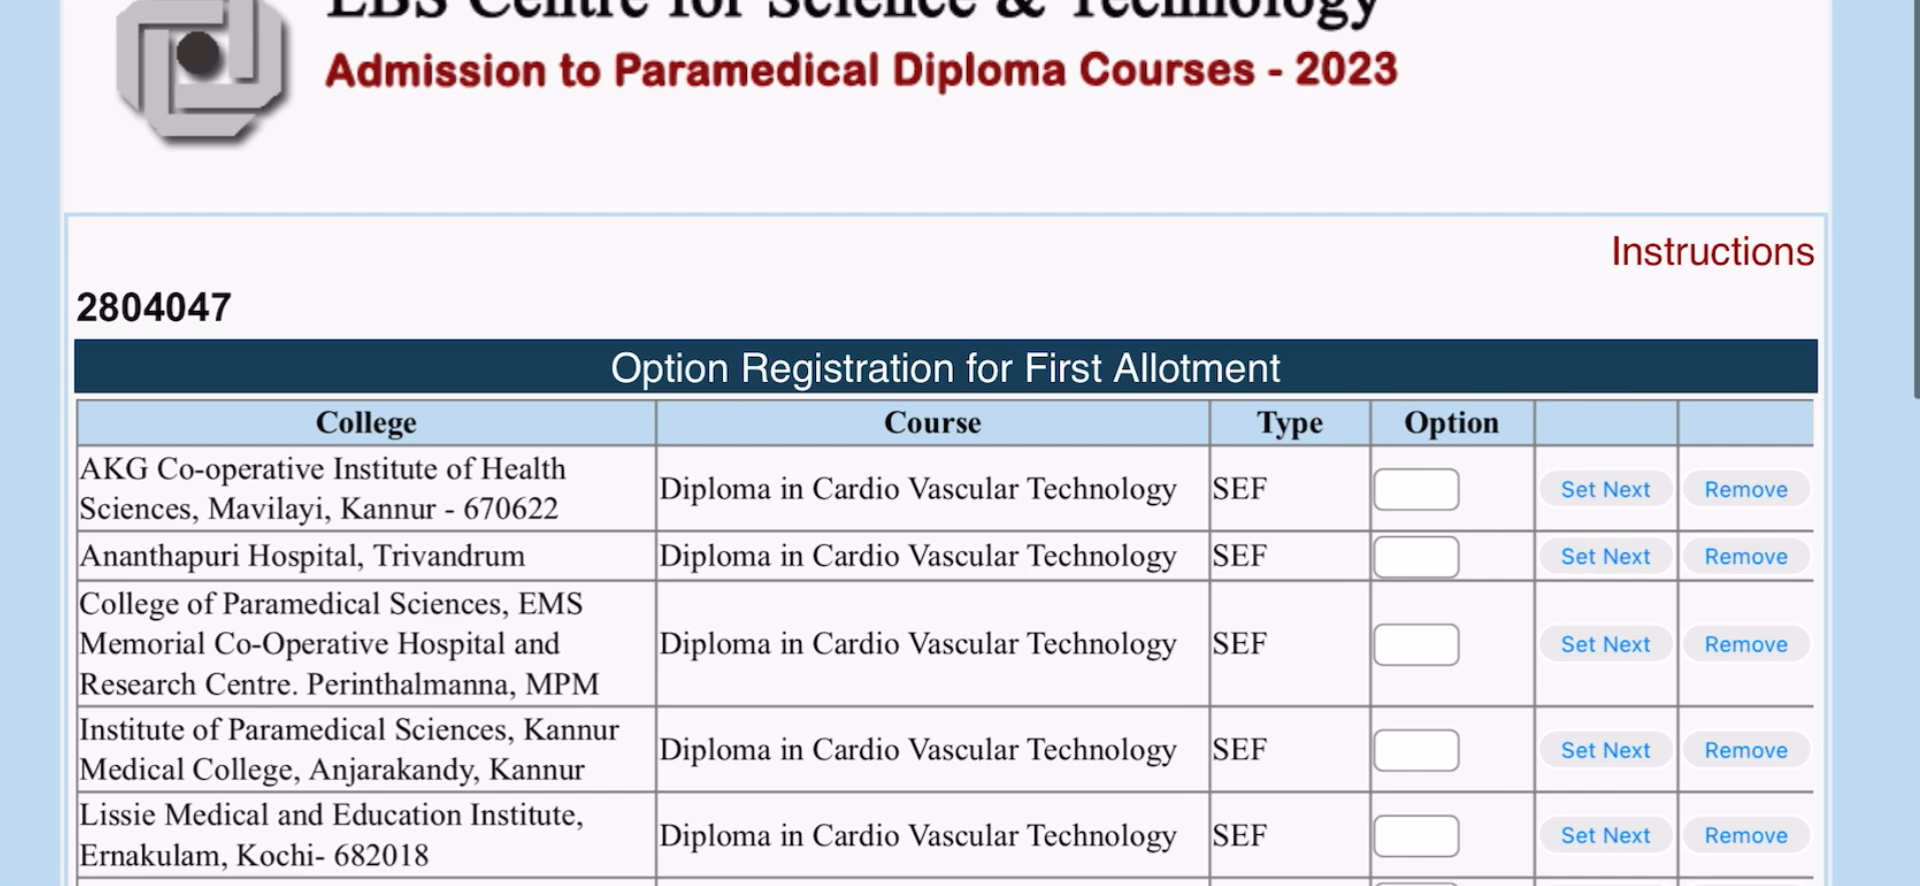 LBS Centre for Science & Technology
Admission to Paramedical Diploma Courses - 2023
Instructions
2804047
Option Registration for First Allotment
College Course Type Option
AKG Co-operative Institute of Health
Sciences, Mavilayi, Kannur - 670622
Diploma in Cardio Vascular Technology SEF Set Next Remove
Ananthapuri Hospital, Trivandrum Diploma in Cardio Vascular Technology SEF Set Next Remove
College of Paramedical Sciences, EMS
Memorial Co-Operative Hospital and
Research Centre. Perinthalmanna, MPM
Diploma in Cardio Vascular Technology SEF Set Next Remove
Institute of Paramedical Sciences, Kannur
Medical College, Anjarakandy, Kannur
Diploma in Cardio Vascular Technology SEF Set Next Remove
Lissie Medical and Education Institute,
Ernakulam, Kochi- 682018
Diploma in Cardio Vascular Technology SEF Set Next Remove